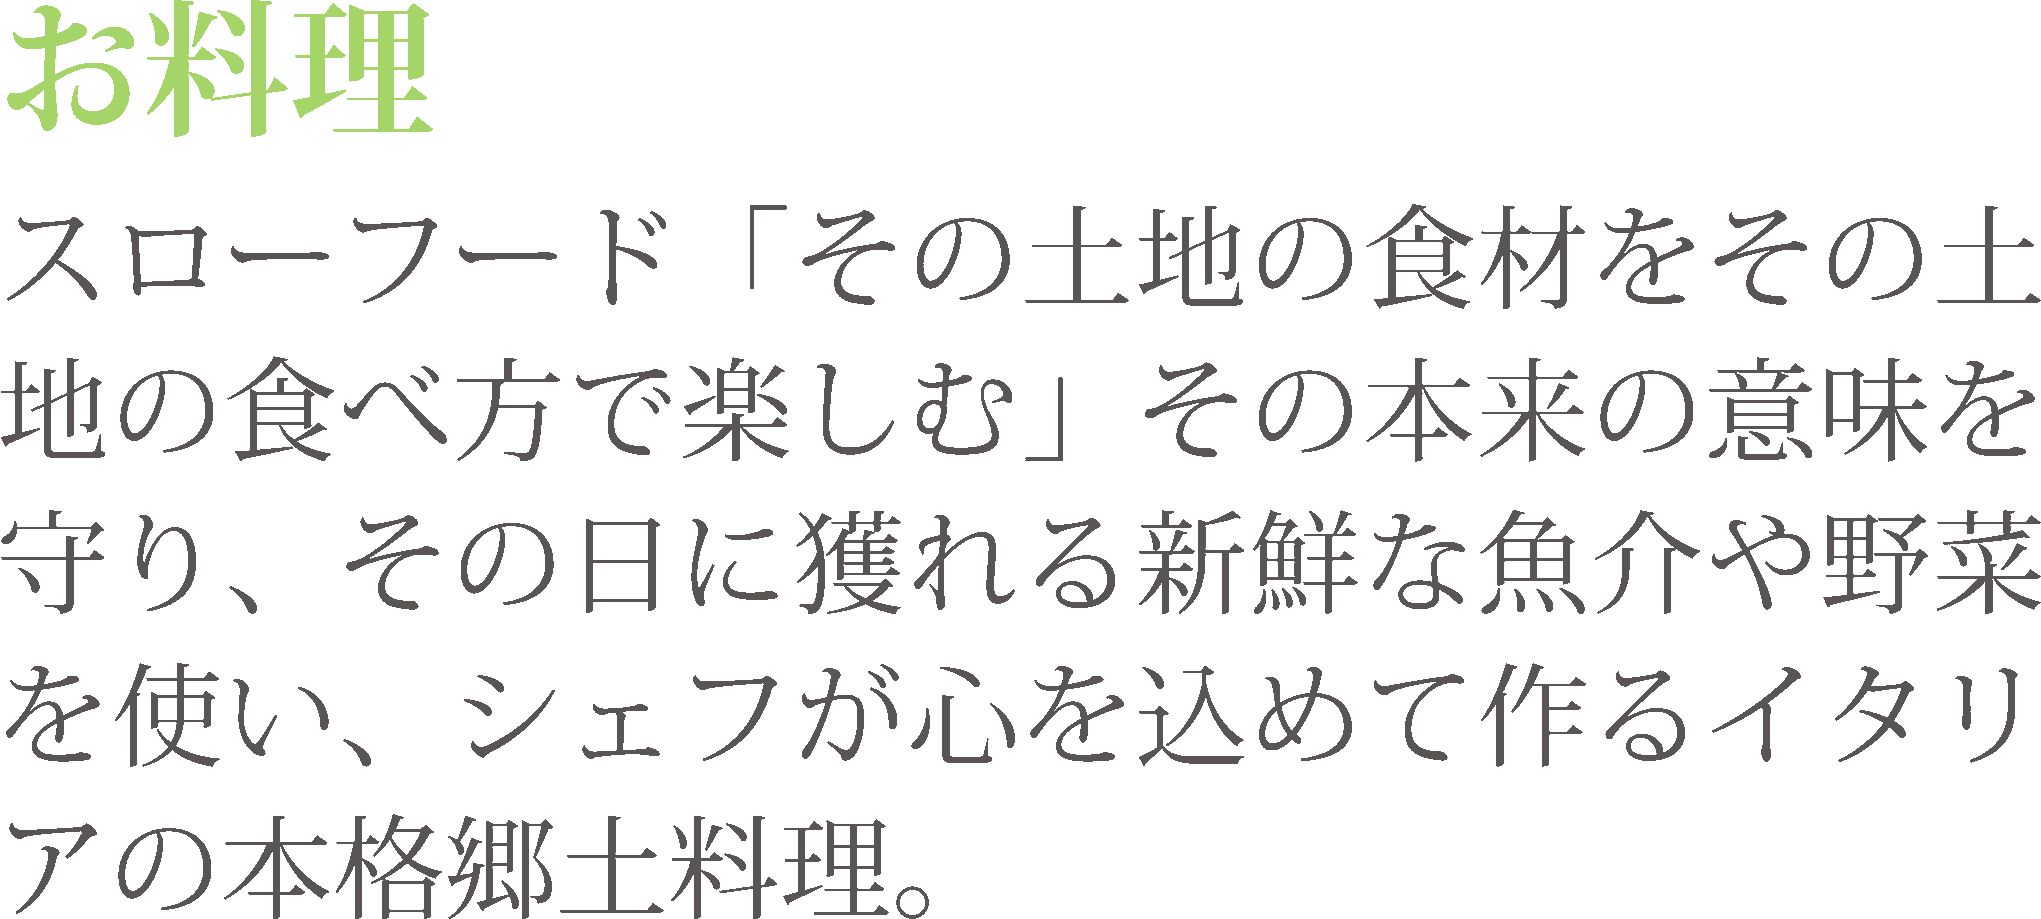 お料理
スローフード「その土地の食材をその土
地の食べ方で楽しむ」その本来の意味を
守り、その日に獲れる新鮮な魚介や野菜
を使い、シェフが心を込めて作るイタリ
アの本格郷土料理。